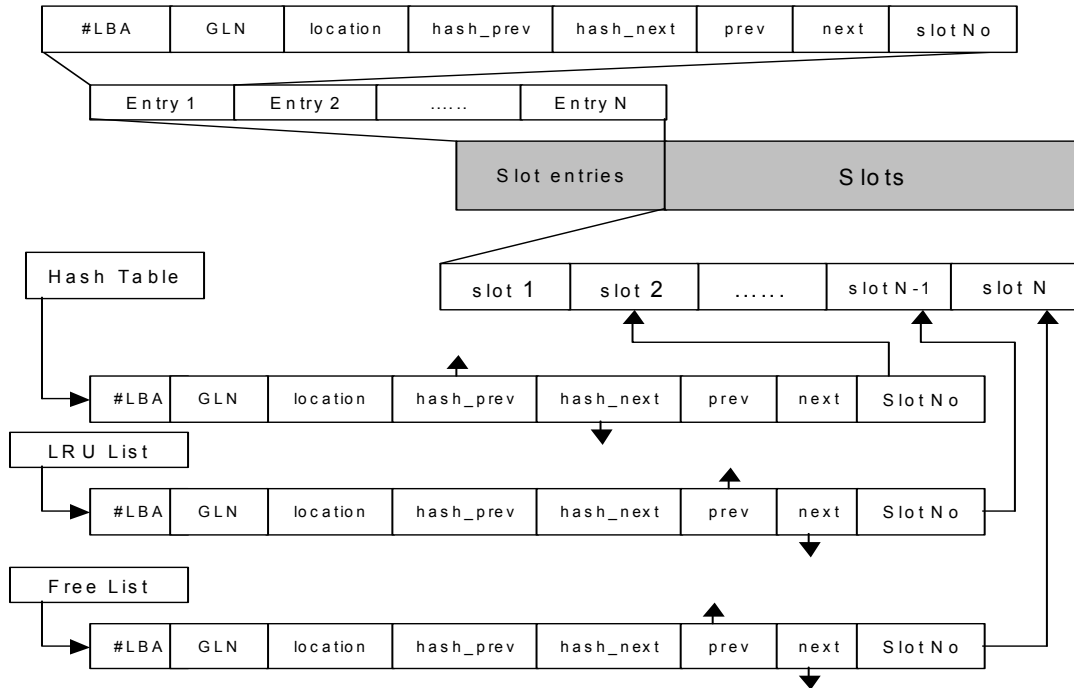 #LBA GLN location hash_prev hash_next prev next slotNo
Entry 1 Entry 2 ..... Entry N
Slot entries Slots
Hash Table
slot 1 slot 2 ...... slotN-1 slot N
#LBA GLN location hash_prev hash_next prev next SlotNo
LRU List
#LBA GLN location hash_prev hash_next prev next SlotNo
Free List
#LBA GLN location hash_prev hash_next prev next SlotNo